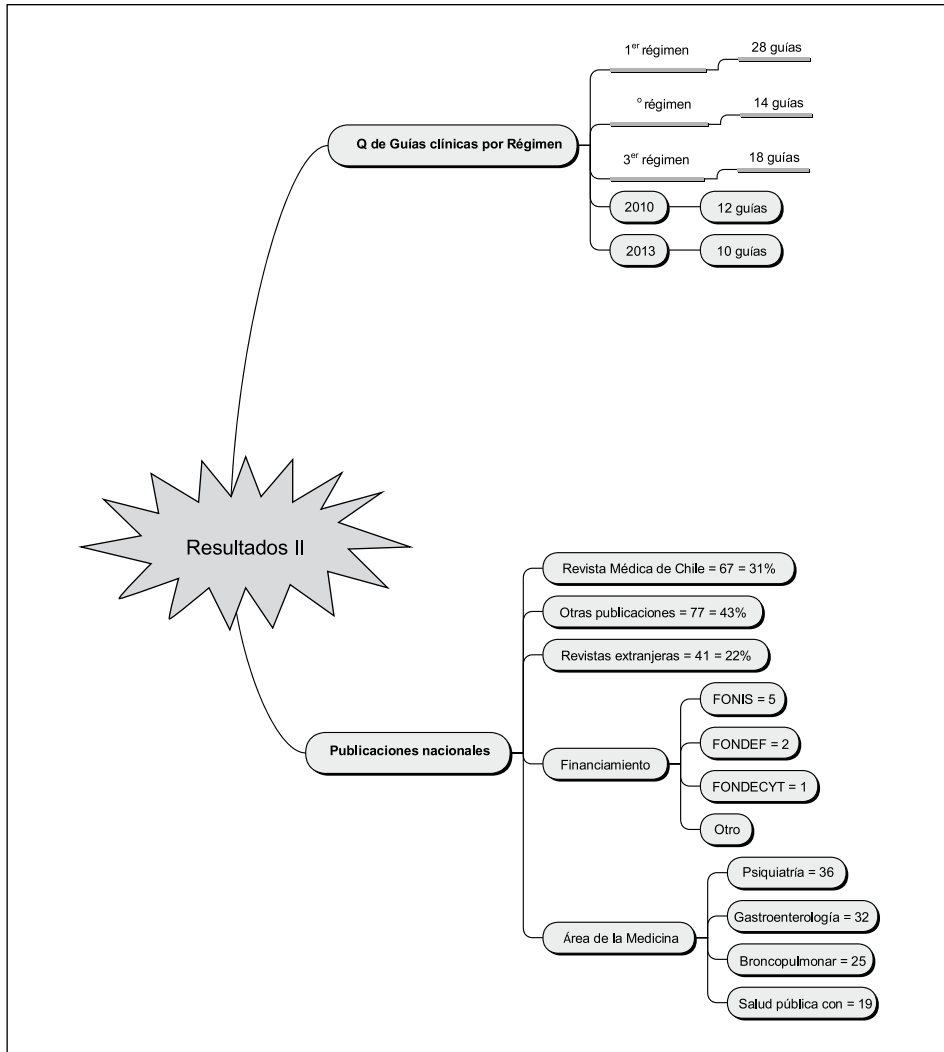 1er régimen
28 guías
º régimen
14 guías
Q de Guías clínicas por Régimen
3er régimen
18 guías
2010
12 guías
2013
10 guías
Resultados II
Revista Médica de Chile = 67 = 31%
Otras publicaciones = 77 = 43%
Revistas extranjeras = 41 = 22%
Publicaciones nacionales
Financiamiento
FONIS = 5
FONDEF = 2
FONDECYT = 1
Otro
Área de la Medicina
Psiquiatría = 36
Gastroenterología = 32
Broncopulmonar = 25
Salud pública con = 19